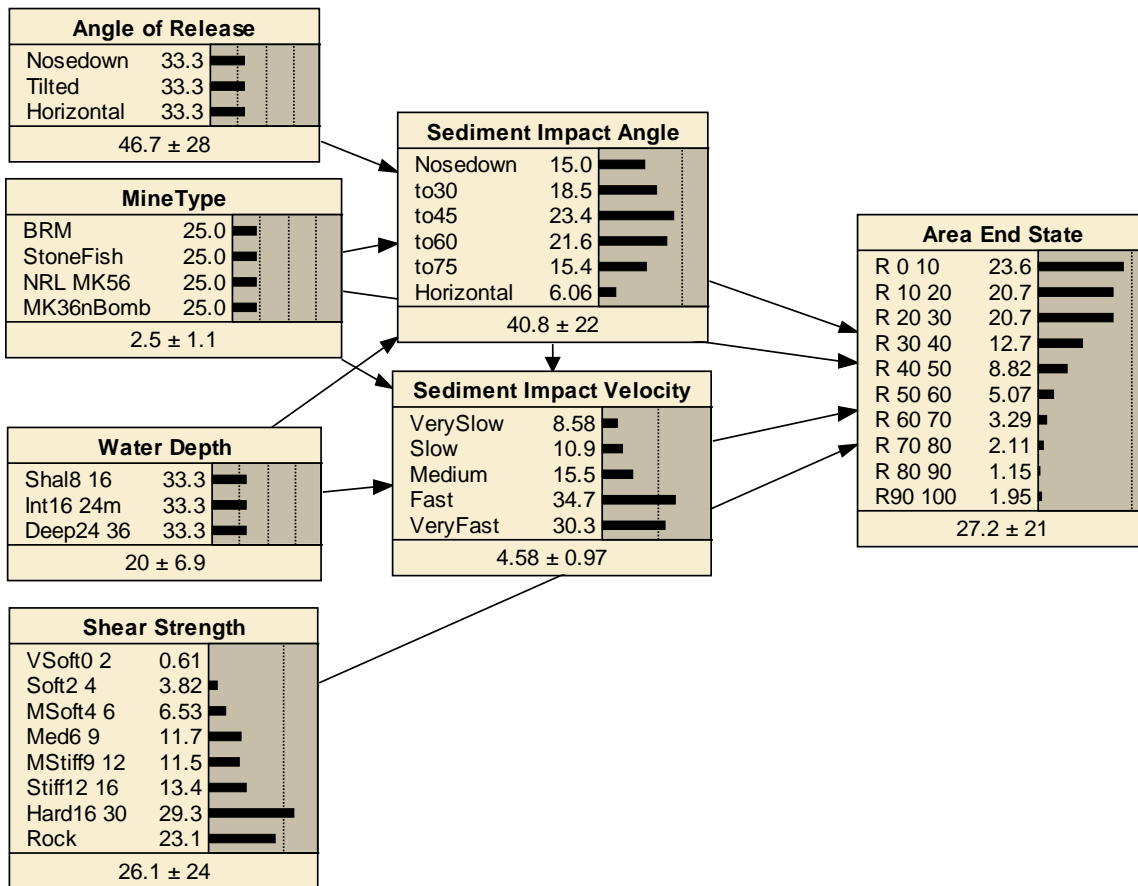 Angle of Release
Nosedown 33.3
Tilted 33.3
Horizontal 33.3
46.7 ± 28
MineType
BRM 25.0
StoneFish 25.0
NRL MK56 25.0
MK36nBomb 25.0
2.5 ± 1.1
Water Depth
Shal8 16 33.3
Int16 24m 33.3
Deep24 36 33.3
20 ± 6.9
Shear Strength
VSoft0 2 0.61
Soft2 4 3.82
MSoft4 6 6.53
Med6 9 11.7
MStiff9 12 11.5
Stiff12 16 13.4
Hard16 30 29.3
Rock 23.1
26.1 ± 24
Sediment Impact Angle
Nosedown 15.0
to30 18.5
to45 23.4
to60 21.6
to75 15.4
Horizontal 6.06
40.8 ± 22
Sediment Impact Velocity
VerySlow 8.58
Slow 10.9
Medium 15.5
Fast 34.7
VeryFast 30.3
4.58 ± 0.97
Area End State
R 0 10 23.6
R 10 20 20.7
R 20 30 20.7
R 30 40 12.7
R 40 50 8.82
R 50 60 5.07
R 60 70 3.29
R 70 80 2.11
R 80 90 1.15
R90 100 1.95
27.2 ± 21